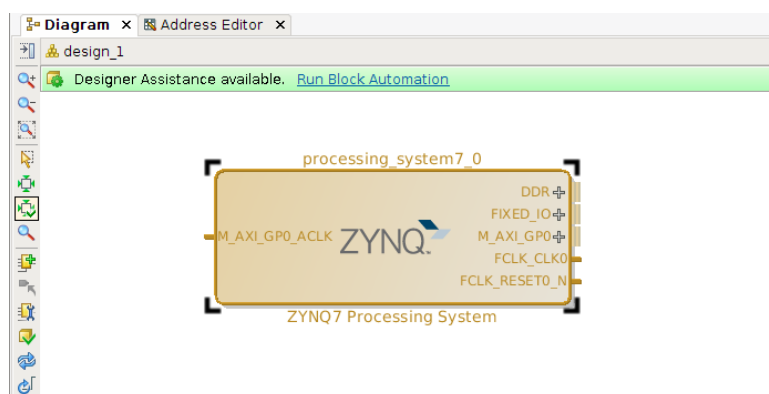 Diagram × Address Editor ×
design_1
Designer Assistance available. Run Block Automation
processing_system7_0
DDR
FIXED_IO
M_AXI_GP0_ACLK ZYNQ M_AXI_GP0
FCLK_CLK0
FCLK_RESET0_N
ZYNQ7 Processing System